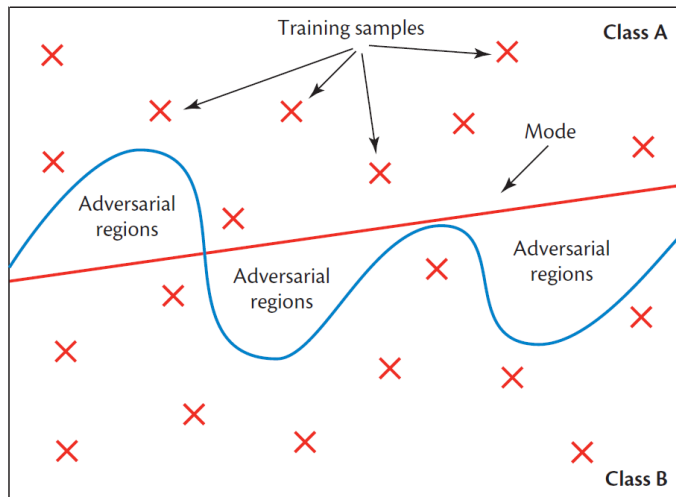 Training samples
Class A
Mode
Adversarial
regions
Adversarial
regions
Adversarial
regions
Class B